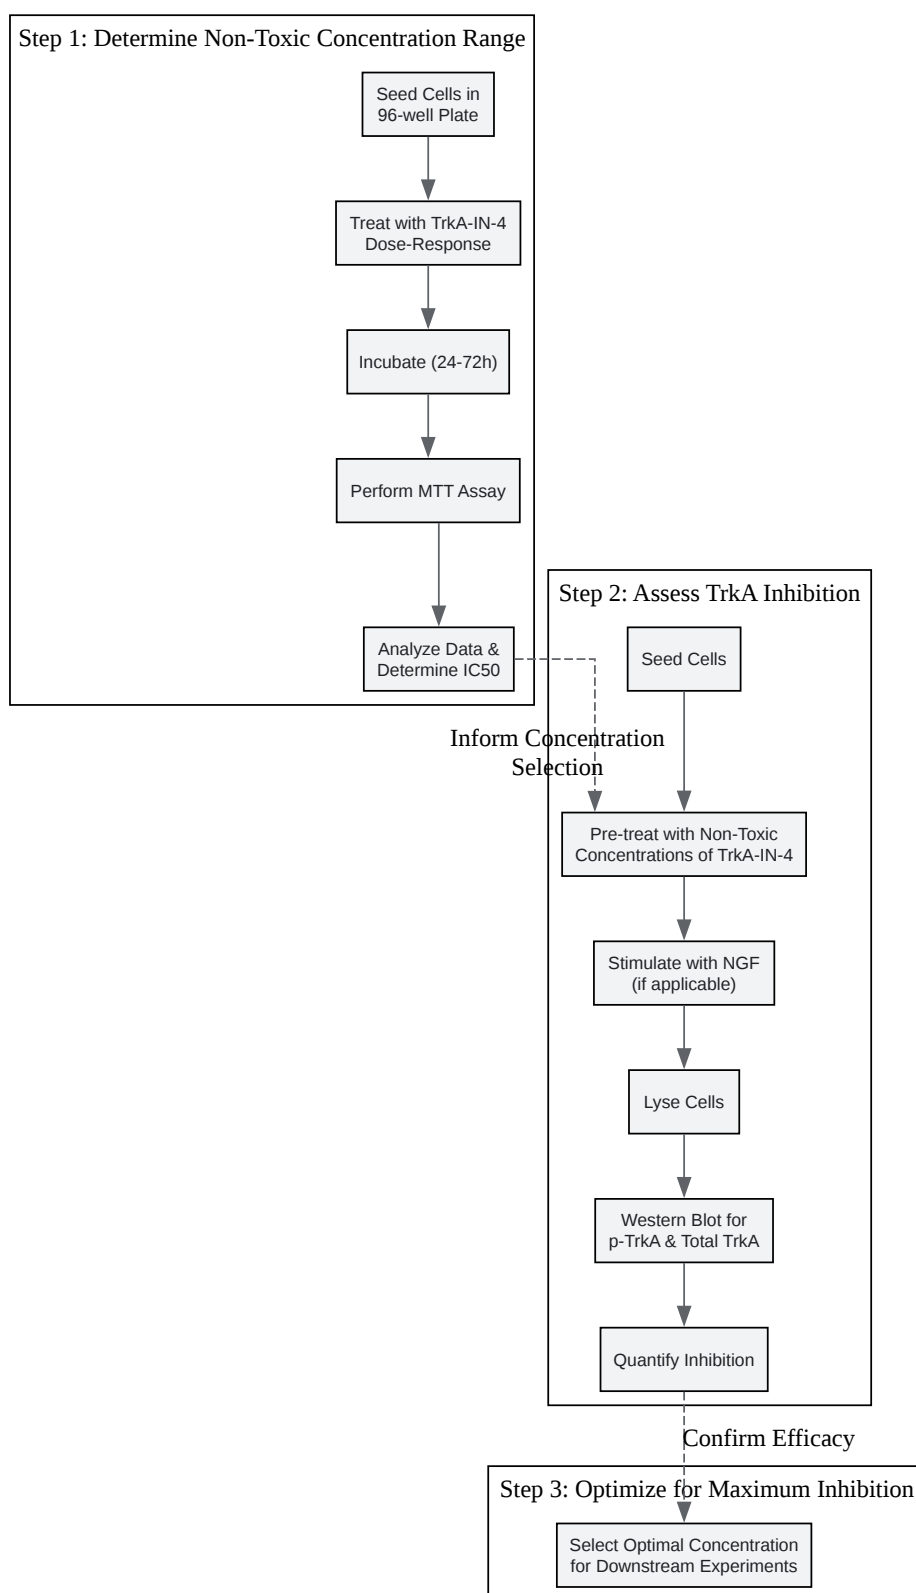 Step 1: Determine Non-Toxic Concentration Range
Seed Cells in
96-well Plate
Treat with TrkA-IN-4
Dose-Response
Incubate (24-72h)
Perform MTT Assay
Analyze Data &
Determine IC50
Inform Concentration
Selection
Step 2: Assess TrkA Inhibition
Seed Cells
Pre-treat with Non-Toxic
Concentrations of TrkA-IN-4
Stimulate with NGF
(if applicable)
Lyse Cells
Western Blot for
p-TrkA & Total TrkA
Quantify Inhibition
Confirm Efficacy
Step 3: Optimize for Maximum Inhibition
Select Optimal Concentration
for Downstream Experiments